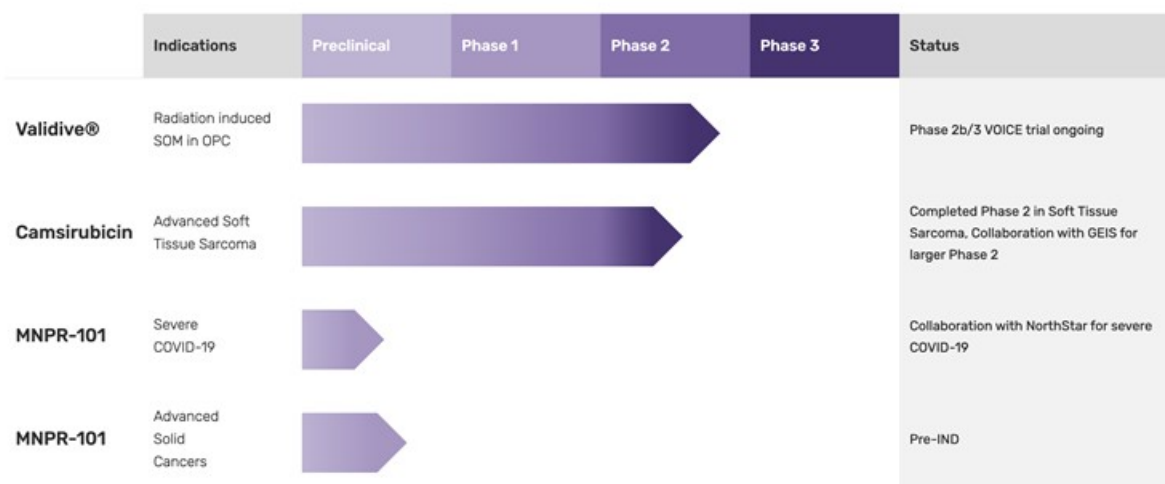 Indications Preclinical Phase 1 Phase 2 Phase 3 Status
Validive®
Radiation induced
SOM in OPC
Phase 2b/3 VOICE trial ongoing
Camsirubicin
Advanced Soft
Tissue Sarcoma
Completed Phase 2 in Soft Tissue
Sarcoma, Collaboration with GEIS for
larger Phase 2
MNPR-101
Severe
COVID-19
Collaboration with NorthStar for severe
COVID-19
MNPR-101
Advanced
Solid
Cancers
Pre-IND